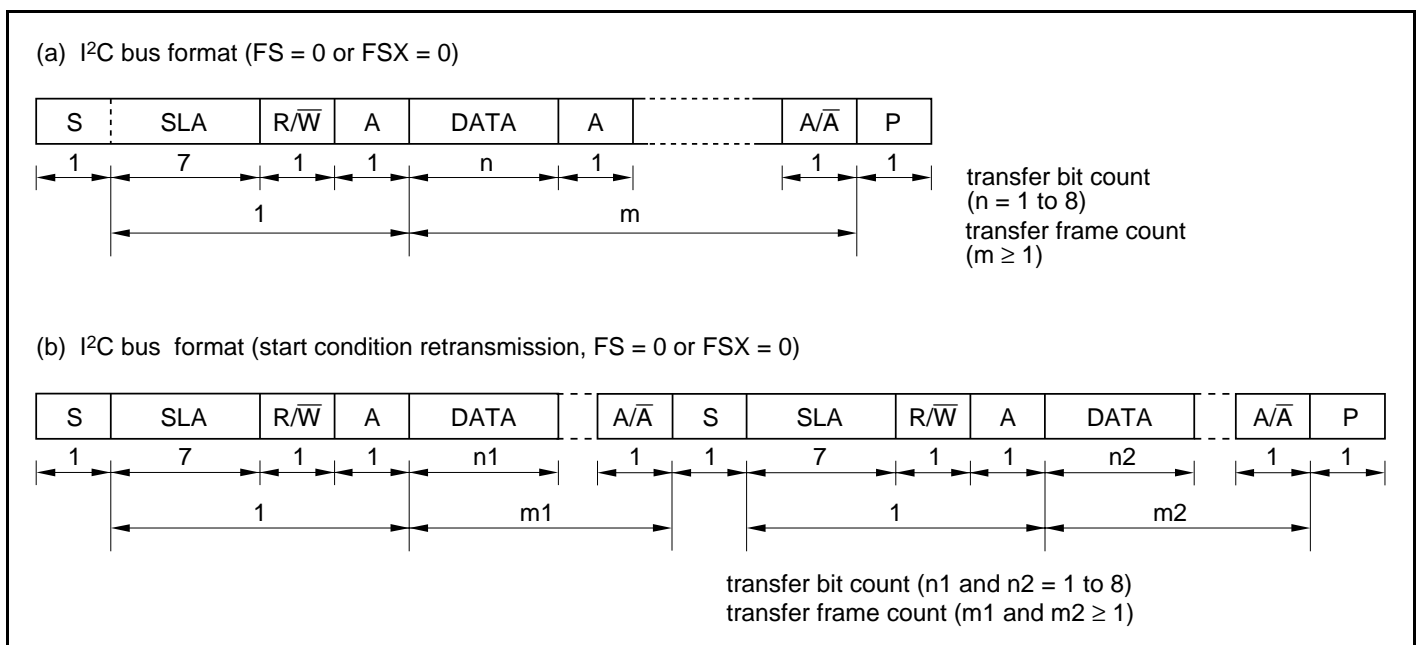 (a) I²C bus format (FS = 0 or FSX = 0)
S SLA R/W̅ A DATA A A/A̅ P
1 7 1 1 n 1 1 1
transfer bit count
(n = 1 to 8)
1 m
transfer frame count
(m ≥ 1)
(b) I²C bus format (start condition retransmission, FS = 0 or FSX = 0)
S SLA R/W̅ A DATA A/A̅ S SLA R/W̅ A DATA A/A̅ P
1 7 1 1 n1 1 1 7 1 1 n2 1 1
1 m1 1 m2
transfer bit count (n1 and n2 = 1 to 8)
transfer frame count (m1 and m2 ≥ 1)